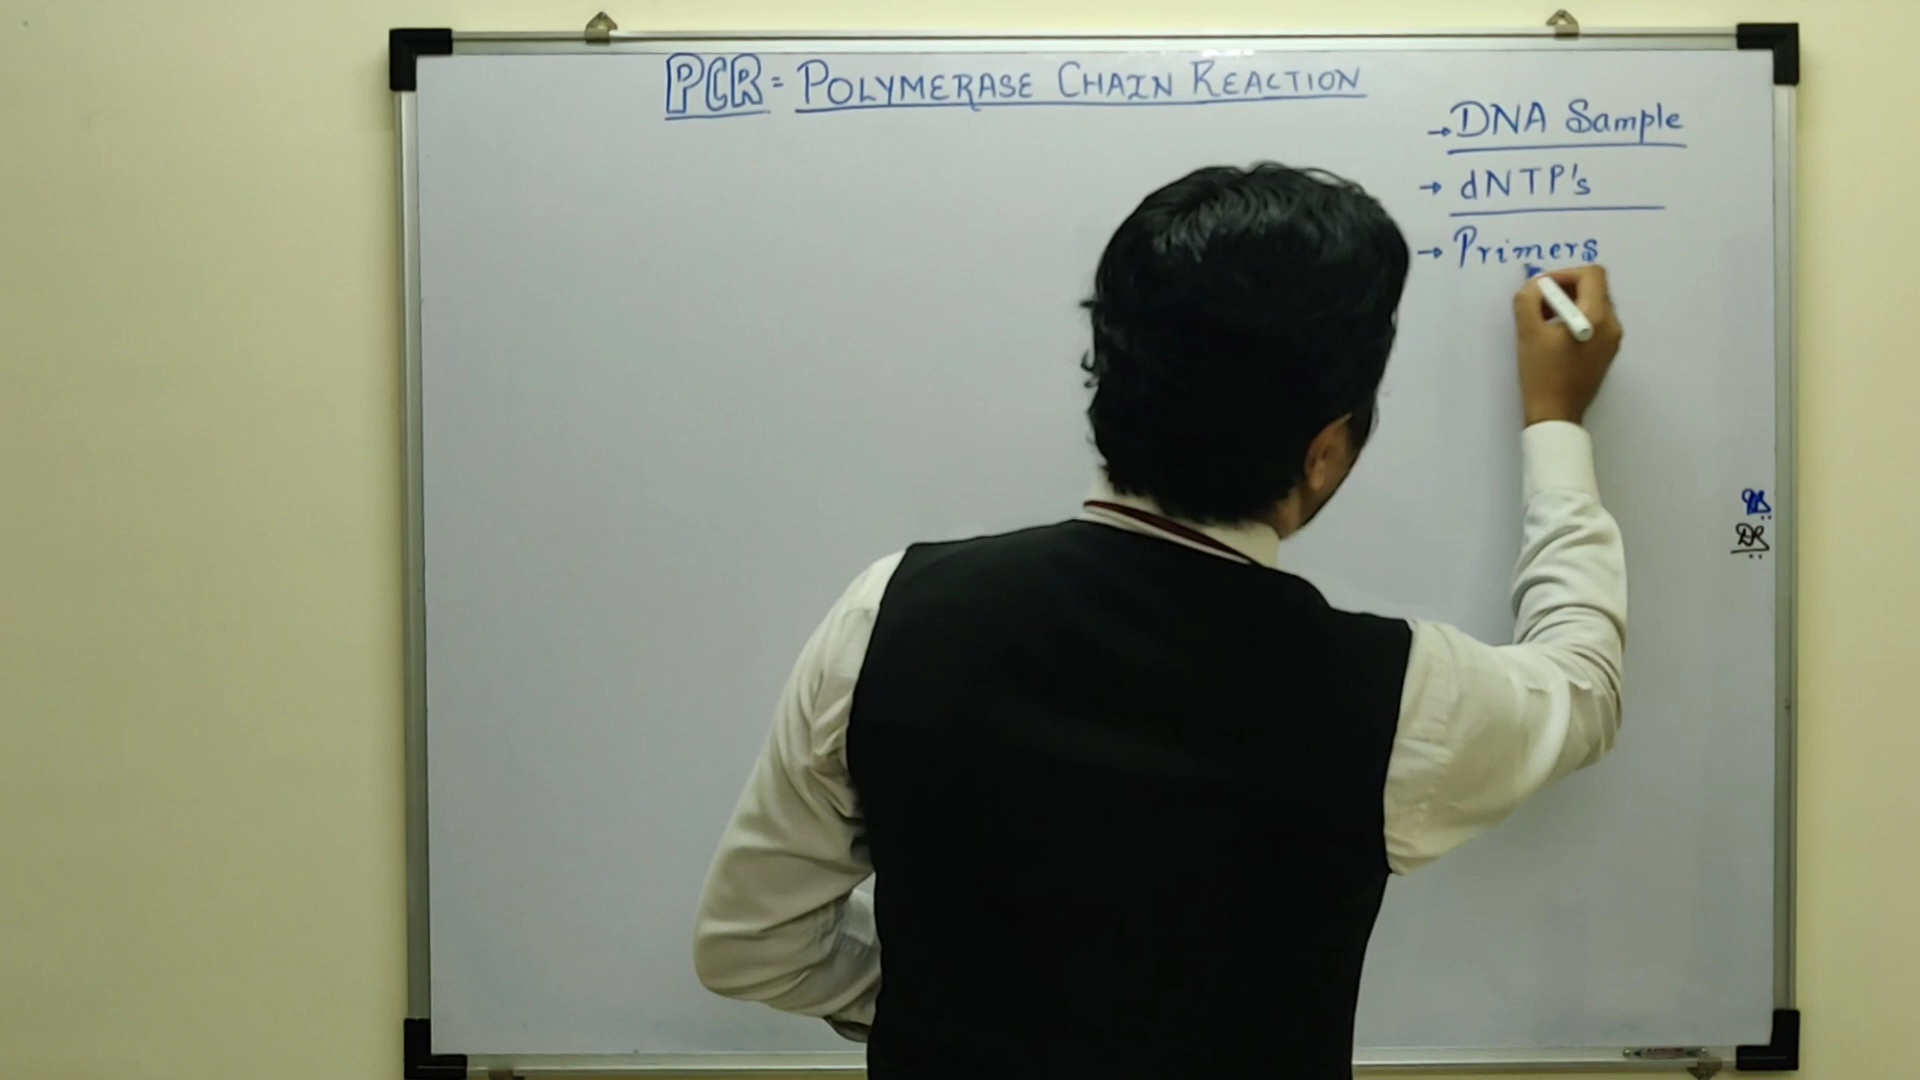 PCR = POLYMERASE CHAIN REACTION
→ DNA Sample
→ dNTP's
→ Primers